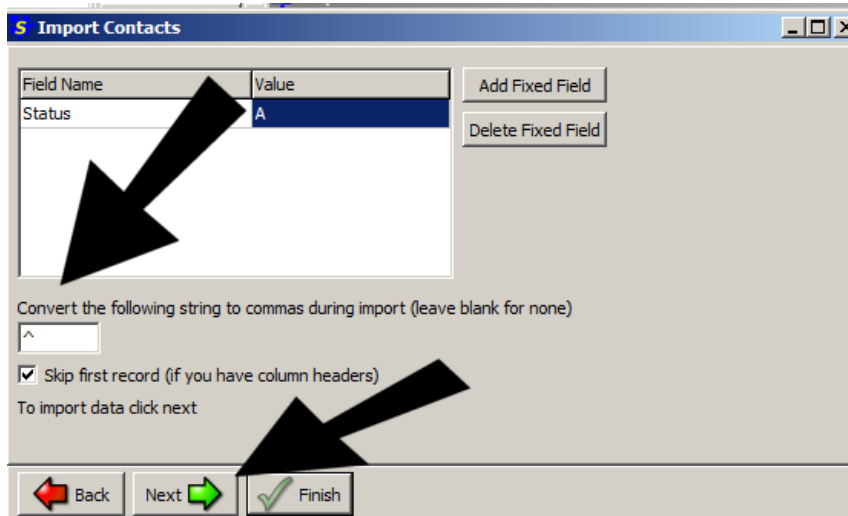 S Import Contacts
Field Name Value
Status A
Add Fixed Field
Delete Fixed Field
Convert the following string to commas during import (leave blank for none)
^
Skip first record (if you have column headers)
To import data click next
Back Next Finish